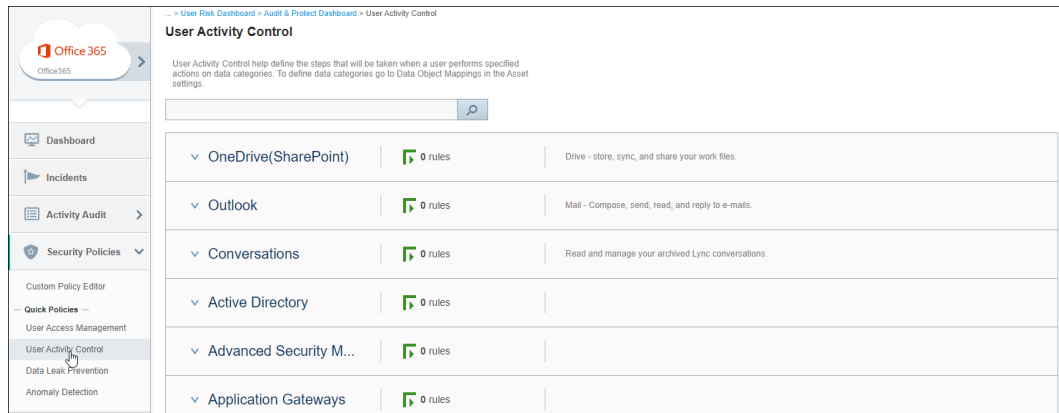 ... > User Risk Dashboard > Audit & Protect Dashboard > User Activity Control
User Activity Control
Office 365
Office365
User Activity Control help define the steps that will be taken when a user performs specified
actions on data categories. To define data categories go to Data Object Mappings in the Asset
settings.
Dashboard
Incidents
Activity Audit
Security Policies
Custom Policy Editor
Quick Policies
User Access Management
User Activity Control
Data Leak Prevention
Anomaly Detection
OneDrive(SharePoint) 0 rules Drive - store, sync, and share your work files.
Outlook 0 rules Mail - Compose, send, read, and reply to e-mails.
Conversations 0 rules Read and manage your archived Lync conversations.
Active Directory 0 rules
Advanced Security M... 0 rules
Application Gateways 0 rules